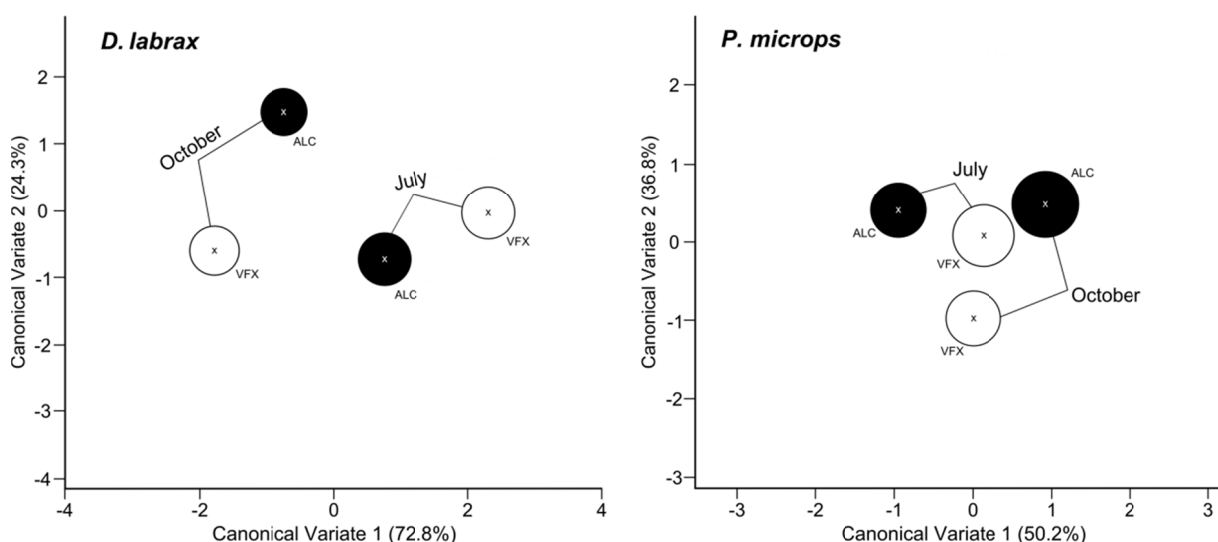 D. labrax
Canonical Variate 2 (24.3%)
2
1
0
-1
-2
-3
-4
October
x
ALC
x
VFX
July
x
VFX
x
ALC
-4
-2
0
2
4
Canonical Variate 1 (72.8%)
P. microps
Canonical Variate 2 (36.8%)
2
1
0
-1
-2
-3
July
x
ALC
x
VFX
x
ALC
October
x
VFX
-3
-2
-1
0
1
2
3
Canonical Variate 1 (50.2%)